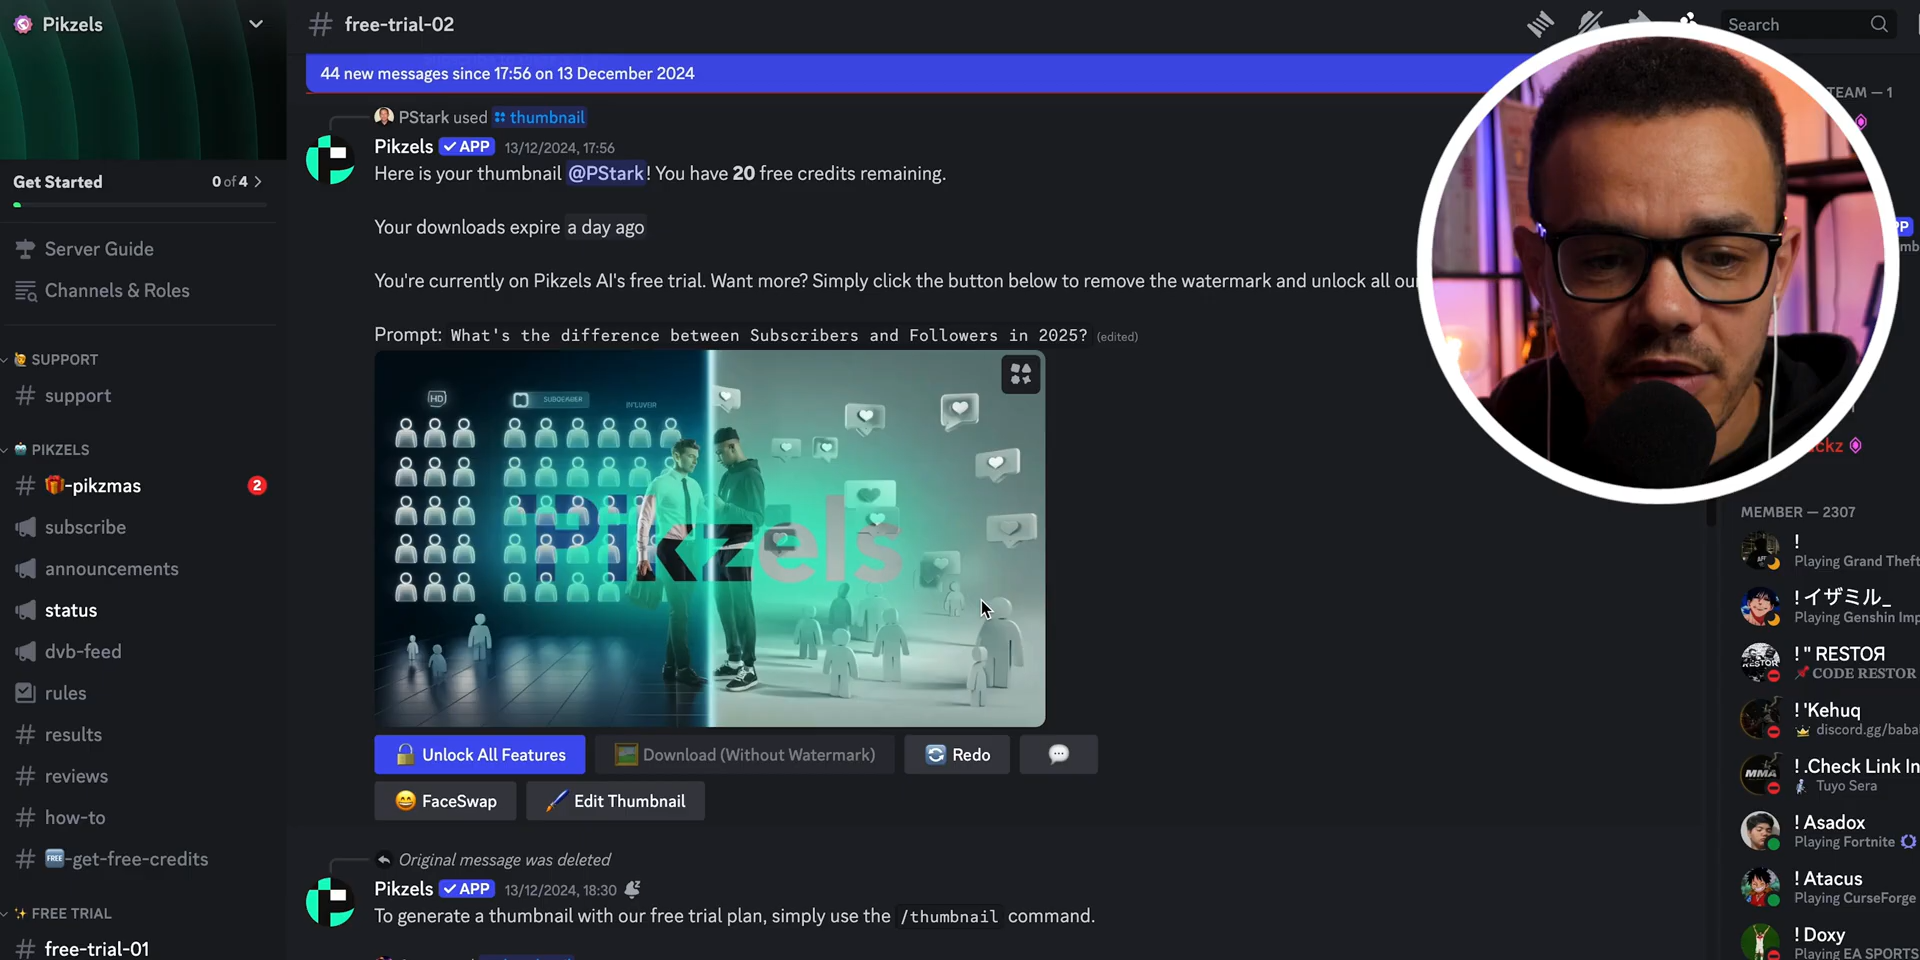 Pikzels
free-trial-02
Search
44 new messages since 17:56 on 13 December 2024
PStark used thumbnail
Pikzels APP 13/12/2024, 17:56
Here is your thumbnail @PStark! You have 20 free credits remaining.
Your downloads expire a day ago
You're currently on Pikzels AI's free trial. Want more? Simply click the button below to remove the watermark and unlock all
Prompt: What's the difference between Subscribers and Followers in 2025? (edited)
HD
Pikzels
Unlock All Features
Download (Without Watermark)
Redo
FaceSwap
Edit Thumbnail
Original message was deleted
Pikzels APP 13/12/2024, 18:30
To generate a thumbnail with our free trial plan, simply use the /thumbnail command.
Get Started
0 of 4
Server Guide
Channels & Roles
SUPPORT
support
PIKZELS
-pikzmas
2
subscribe
announcements
status
dvb-feed
rules
results
reviews
how-to
FREE
-get-free-credits
FREE TRIAL
free-trial-01
TEAM — 1
MEMBER — 2307
!
Playing Grand Theft
! イザミル_
Playing Genshin Imp
! " RESTOЯ
CODE RESTOR
! 'Kehuq
discord.gg/babal
! .Check Link In
Tuyo Sera
! Asadox
Playing Fortnite
! Atacus
Playing CurseForge
! Doxy
Playing EA SPORTS